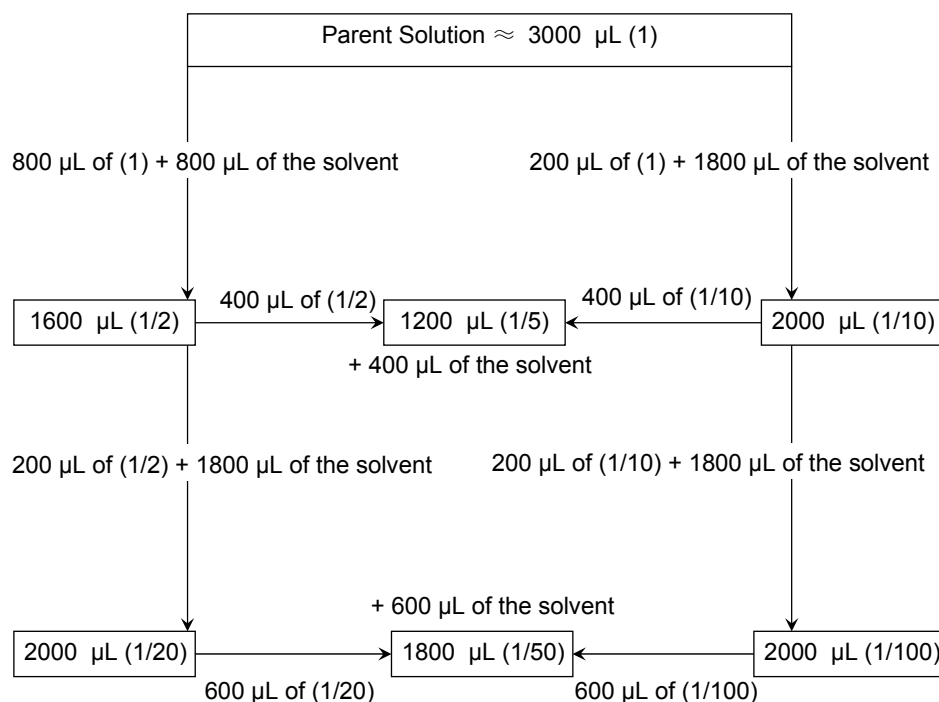 Parent Solution ≈ 3000 µL (1)
800 µL of (1) + 800 µL of the solvent
200 µL of (1) + 1800 µL of the solvent
400 µL of (1/2)
400 µL of (1/10)
1600 µL (1/2)
1200 µL (1/5)
2000 µL (1/10)
+ 400 µL of the solvent
200 µL of (1/2) + 1800 µL of the solvent
200 µL of (1/10) + 1800 µL of the solvent
+ 600 µL of the solvent
2000 µL (1/20)
1800 µL (1/50)
2000 µL (1/100)
600 µL of (1/20)
600 µL of (1/100)